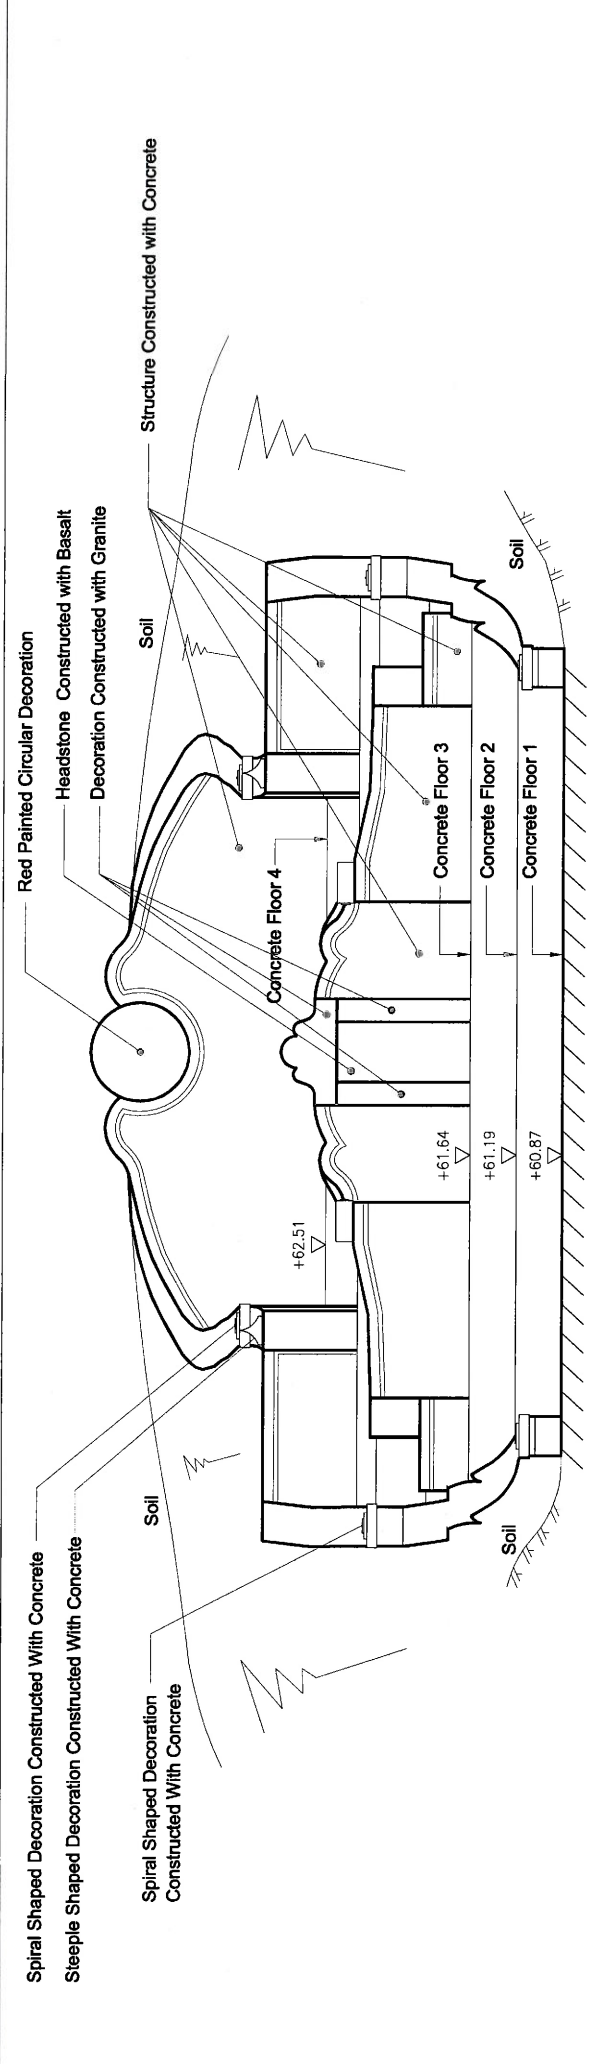 Spiral Shaped Decoration Constructed With Concrete
Steeple Shaped Decoration Constructed With Concrete
Spiral Shaped Decoration
Constructed With Concrete
Red Painted Circular Decoration
Headstone Constructed with Basalt
Decoration Constructed with Granite
Structure Constructed with Concrete
Soil
Soil
Concrete Floor 4
+62.51
Concrete Floor 3
+61.64
Concrete Floor 2
+61.19
Concrete Floor 1
+60.87
Soil
Soil